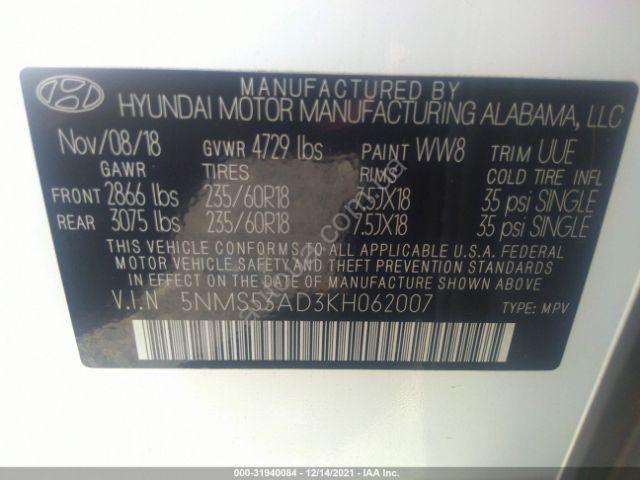 MANUFACTURED BY
HYUNDAI MOTOR MANUFACTURING ALABAMA, LLC
Nov/08/18 GVWR 4729 lbs PAINT WW8 TRIM UUE
GAWR TIRES RIMS COLD TIRE INFL
FRONT 2866 lbs 235/60R18 7.5JX18 35 psi SINGLE
REAR 3075 lbs 235/60R18 7.5JX18 35 psi SINGLE
THIS VEHICLE CONFORMS TO ALL APPLICABLE U.S.A. FEDERAL
MOTOR VEHICLE SAFETY AND THEFT PREVENTION STANDARDS
IN EFFECT ON THE DATE OF MANUFACTURE SHOWN ABOVE.
V.I.N 5NMS53AD3KH062007 TYPE: MPV
000-31940084 - 12/14/2021 - IAA Inc.